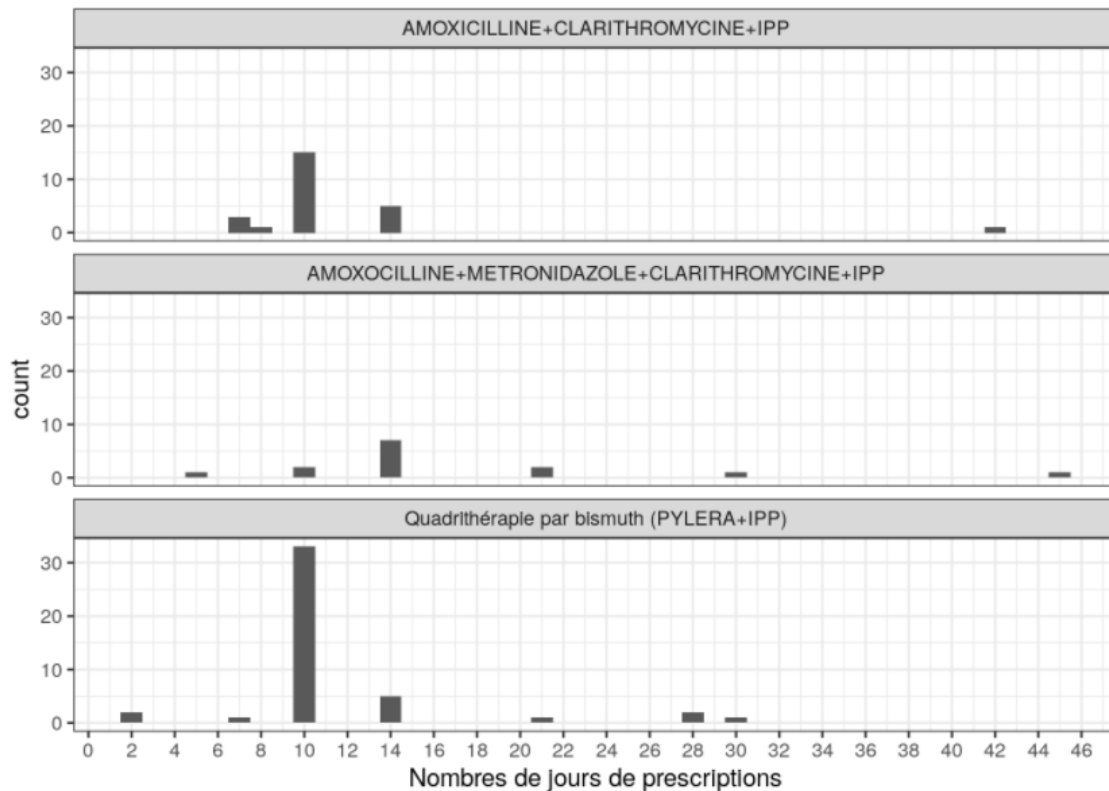 AMOXICILLINE+CLARITHROMYCINE+IPP
30
20
10
0
AMOXOCILLINE+METRONIDAZOLE+CLARITHROMYCINE+IPP
30
20
10
0
count
Quadrithérapie par bismuth (PYLERA+IPP)
30
20
10
0
0 2 4 6 8 10 12 14 16 18 20 22 24 26 28 30 32 34 36 38 40 42 44 46
Nombres de jours de prescriptions